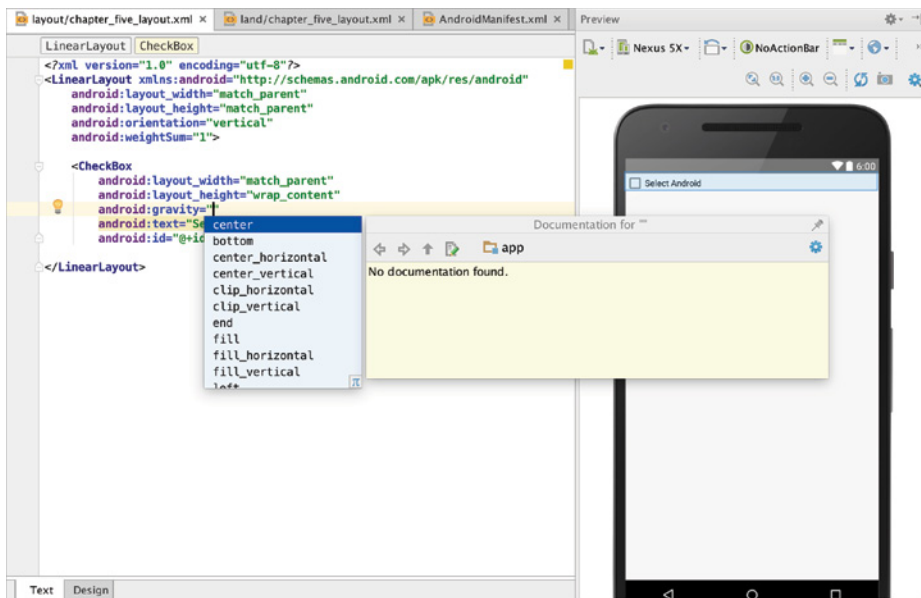 layout/chapter_five_layout.xml × land/chapter_five_layout.xml × AndroidManifest.xml × Preview
LinearLayout CheckBox
Nexus 5X NoActionBar
<?xml version="1.0" encoding="utf-8"?>
<LinearLayout xmlns:android="http://schemas.android.com/apk/res/android"
android:layout_width="match_parent"
android:layout_height="match_parent"
android:orientation="vertical"
android:weightSum="1">
<CheckBox
android:layout_width="match_parent"
android:layout_height="wrap_content"
android:gravity=""
android:text="Se
android:id="@+id
</LinearLayout>
center
bottom
center_horizontal
center_vertical
clip_horizontal
clip_vertical
end
fill
fill_horizontal
fill_vertical
left
π
Documentation for ""
app
No documentation found.
6:00
Select Android
Text Design